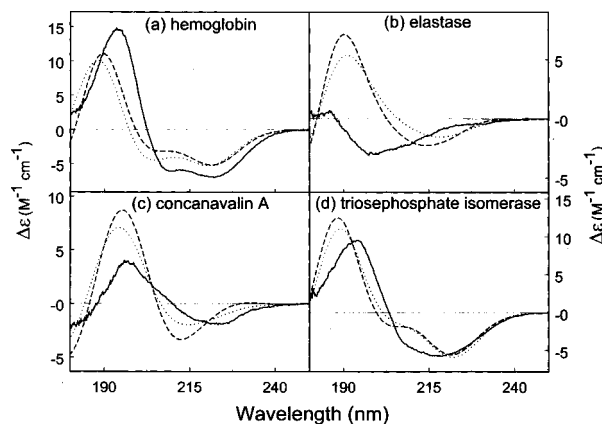 (a) hemoglobin
(b) elastase
15
10
5
0
-5
5
-0
-5
Δε (M⁻¹ cm⁻¹)
Δε (M⁻¹ cm⁻¹)
(c) concanavalin A
(d) triosephosphate isomerase
10
5
-0
-5
15
10
5
-0
-5
190 215 240
190 215 240
Wavelength (nm)